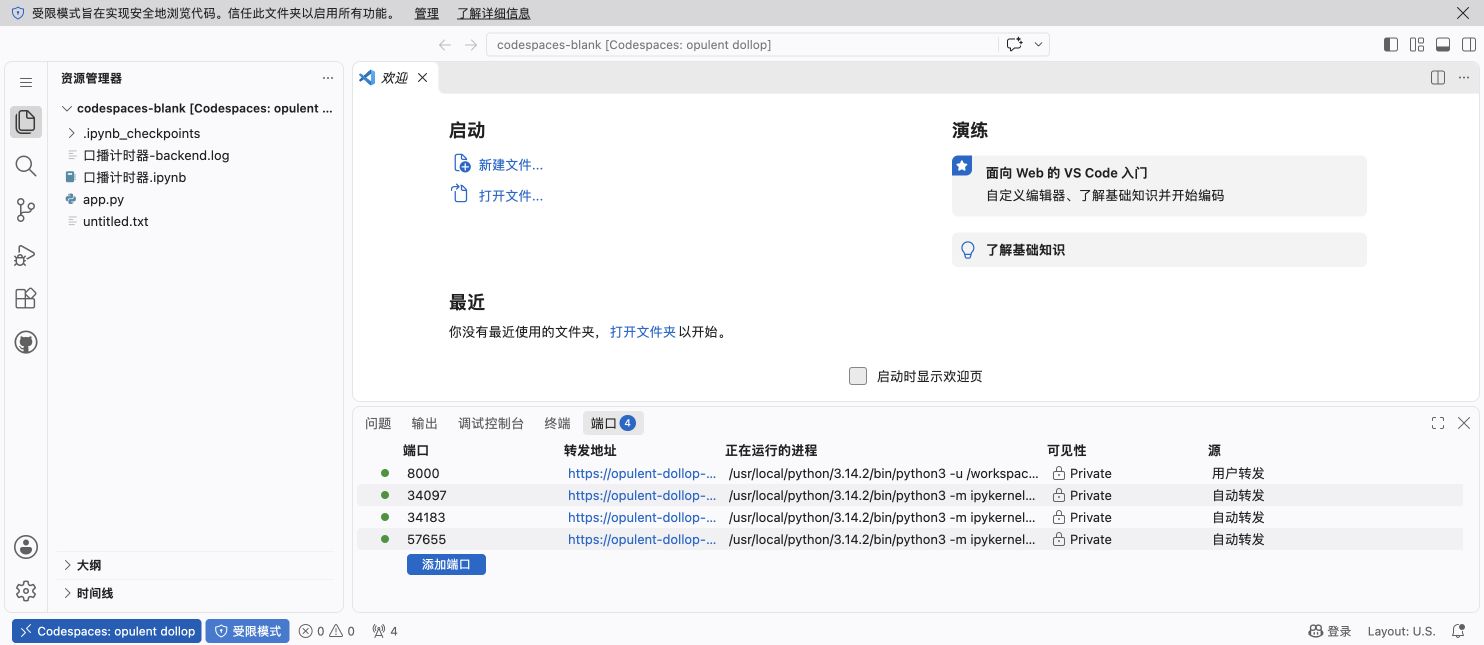 受限模式旨在实现安全地浏览代码。信任此文件夹以启用所有功能。 管理 了解详细信息
codespaces-blank [Codespaces: opulent dollop]
资源管理器
codespaces-blank [Codespaces: opulent ...
.ipynb_checkpoints
口播计时器-backend.log
口播计时器.ipynb
app.py
untitled.txt
大纲
时间线
欢迎
启动
新建文件...
打开文件...
最近
你没有最近使用的文件夹，打开文件夹以开始。
演练
面向 Web 的 VS Code 入门
自定义编辑器、了解基础知识并开始编码
了解基础知识
启动时显示欢迎页
问题 输出 调试控制台 终端 端口 4
端口 转发地址 正在运行的进程 可见性 源
8000 https://opulent-dollop-... /usr/local/python/3.14.2/bin/python3 -u /workspac... Private 用户转发
34097 https://opulent-dollop-... /usr/local/python/3.14.2/bin/python3 -m ipykernel... Private 自动转发
34183 https://opulent-dollop-... /usr/local/python/3.14.2/bin/python3 -m ipykernel... Private 自动转发
57655 https://opulent-dollop-... /usr/local/python/3.14.2/bin/python3 -m ipykernel... Private 自动转发
添加端口
Codespaces: opulent dollop 受限模式 0 0 4 登录 Layout: U.S.